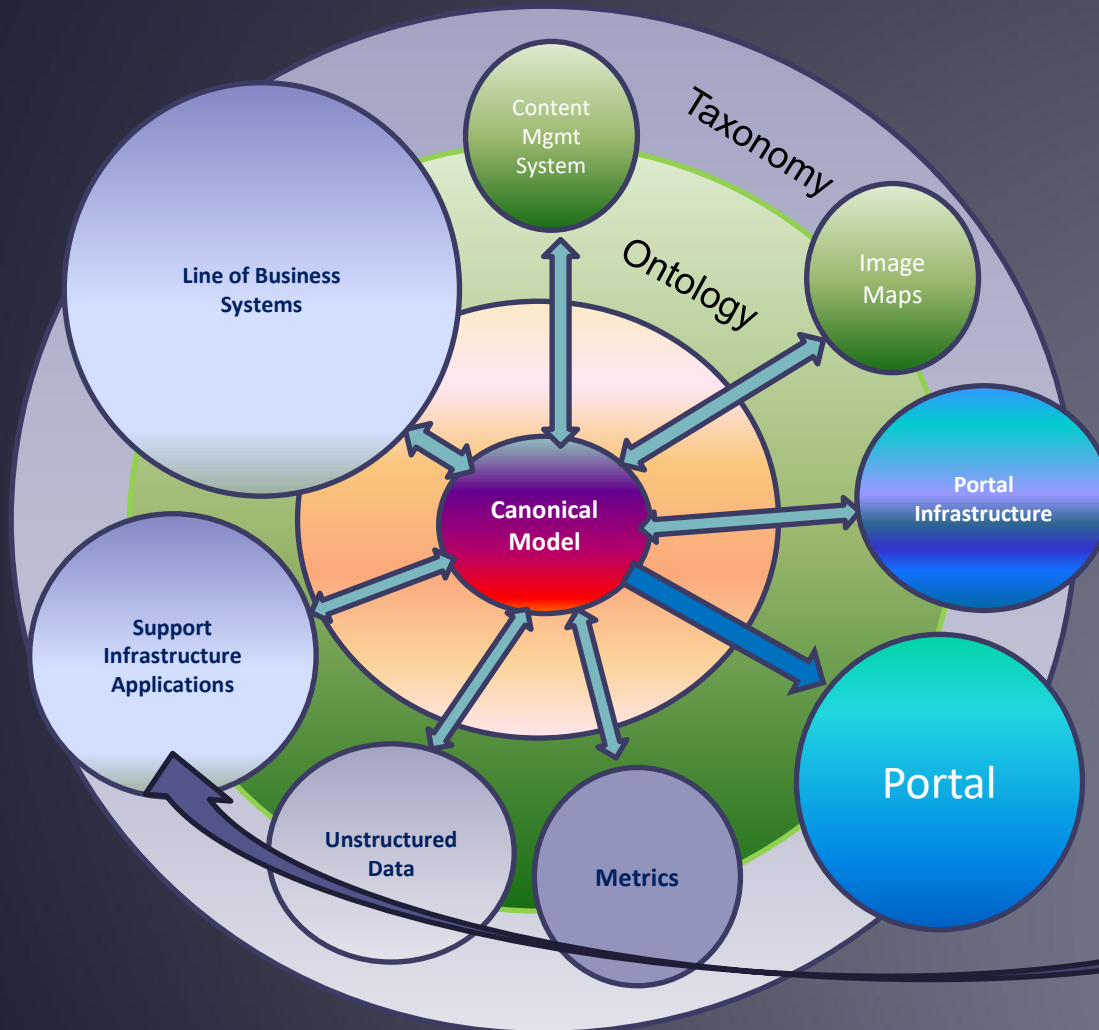 Content
Mgmt
System
Taxonomy
Ontology
Image
Maps
Line of Business
Systems
Portal
Infrastructure
Canonical
Model
Support
Infrastructure
Applications
Portal
Unstructured
Data
Metrics